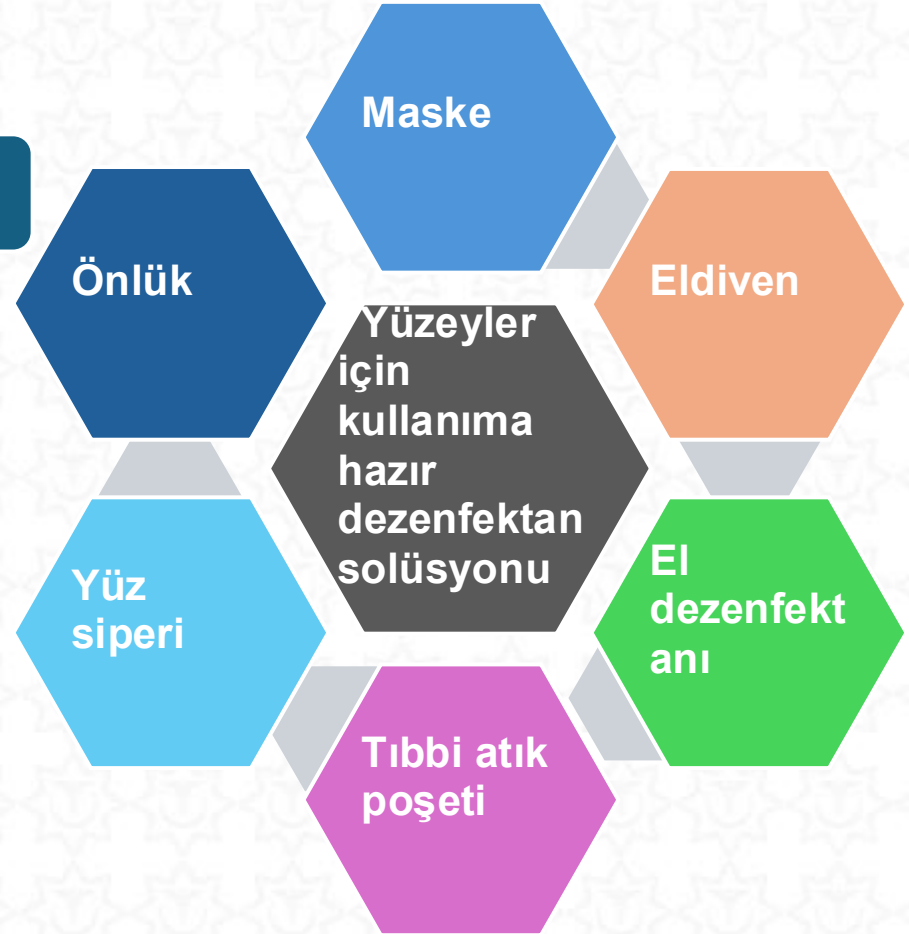 Maske
Önlük
Eldiven
Yüzeyler
için
kullanıma
hazır
dezenfektan
solüsyonu
Yüz
siperi
El
dezenfekt
anı
Tıbbi atık
poşeti